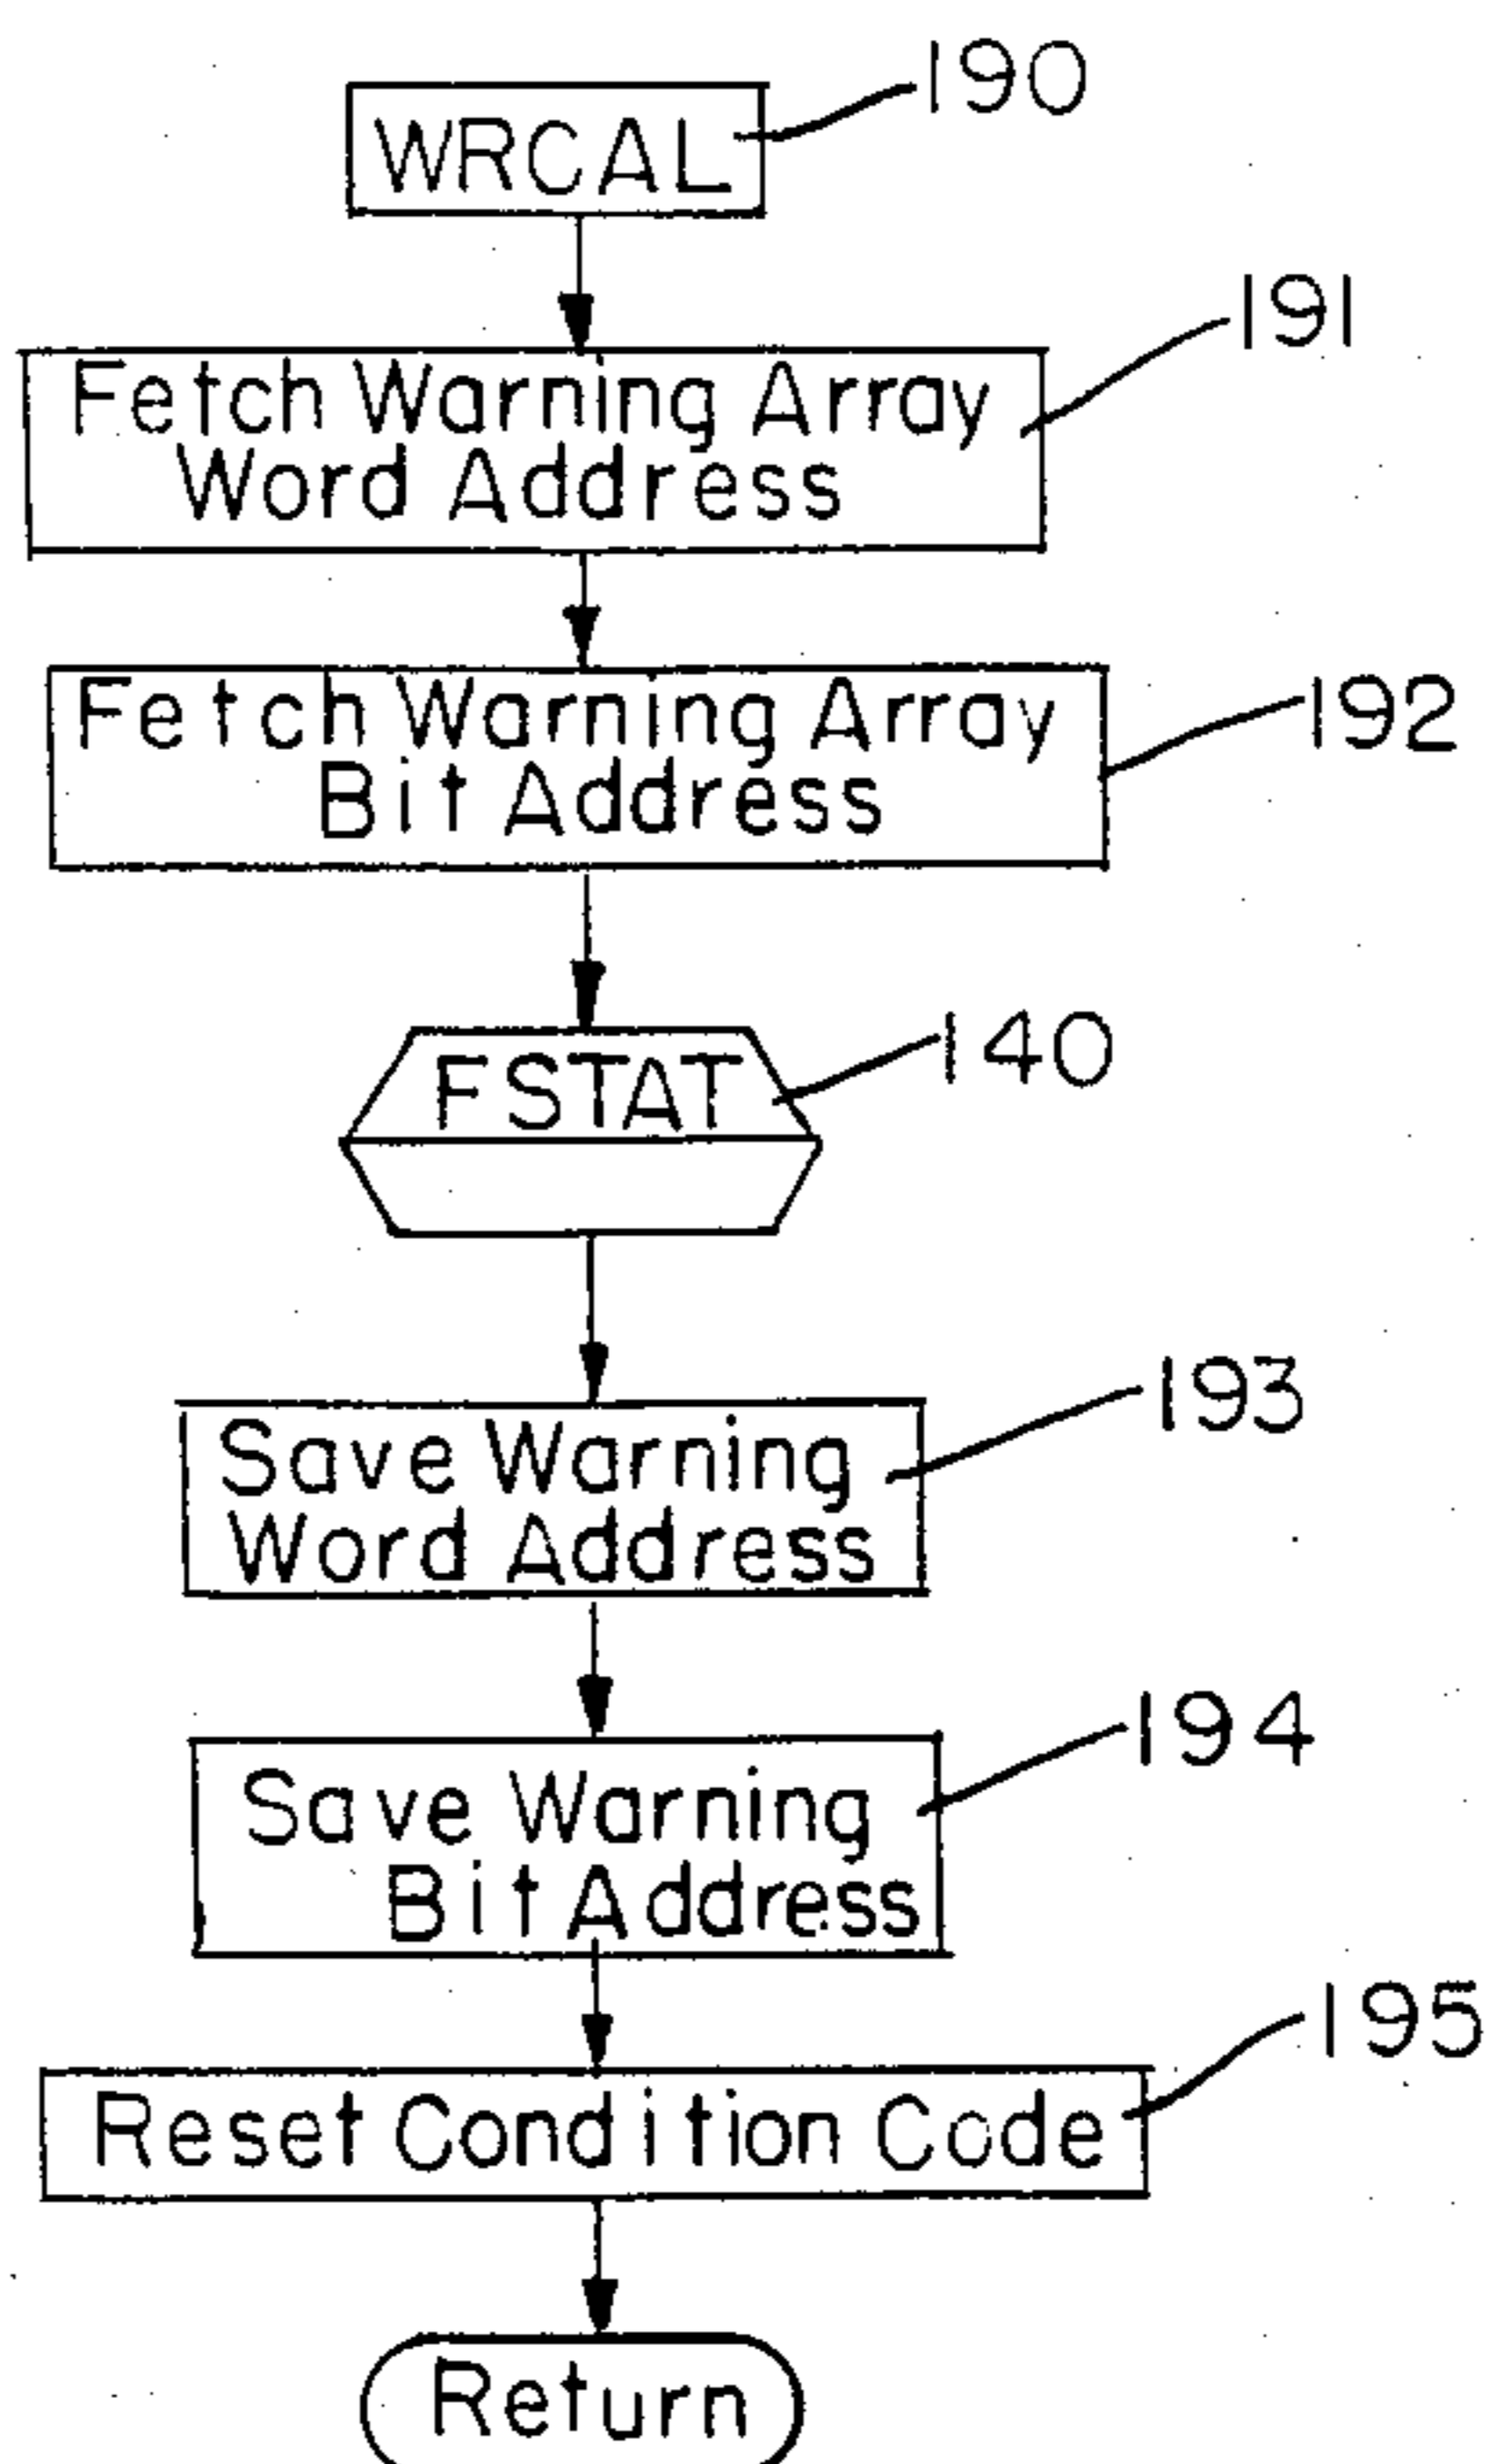 WRCAL
190
Fetch Warning Array
Word Address
191
Fetch Warning Array
Bit Address
192
FSTAT
140
Save Warning
Word Address
193
Save Warning
Bit Address
194
Reset Condition Code
195
Return